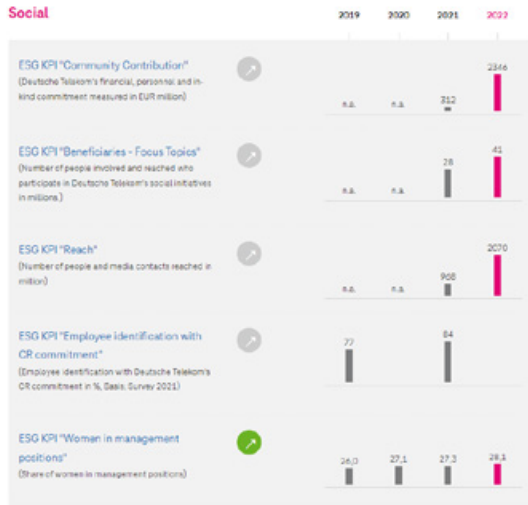 Social 2019 2020 2021 2022
ESG KPI "Community Contribution"
(Deutsche Telekom's financial, personnel and in-
kind commitment measured in EUR million)
n.a. n.a. 312 2346
ESG KPI "Beneficiaries - Focus Topics"
(Number of people involved and reached who
participate in Deutsche Telekom's social initiatives
in millions.)
n.a. n.a. 28 41
ESG KPI "Reach"
(Number of people and media contacts reached in
million)
n.a. n.a. 968 2070
ESG KPI "Employee identification with
CR commitment"
(Employee identification with Deutsche Telekom's
CR commitment in %, Basis: Survey 2021)
77 84
ESG KPI "Women in management
positions"
(Share of women in management positions)
26,0 27,1 27,3 28,1